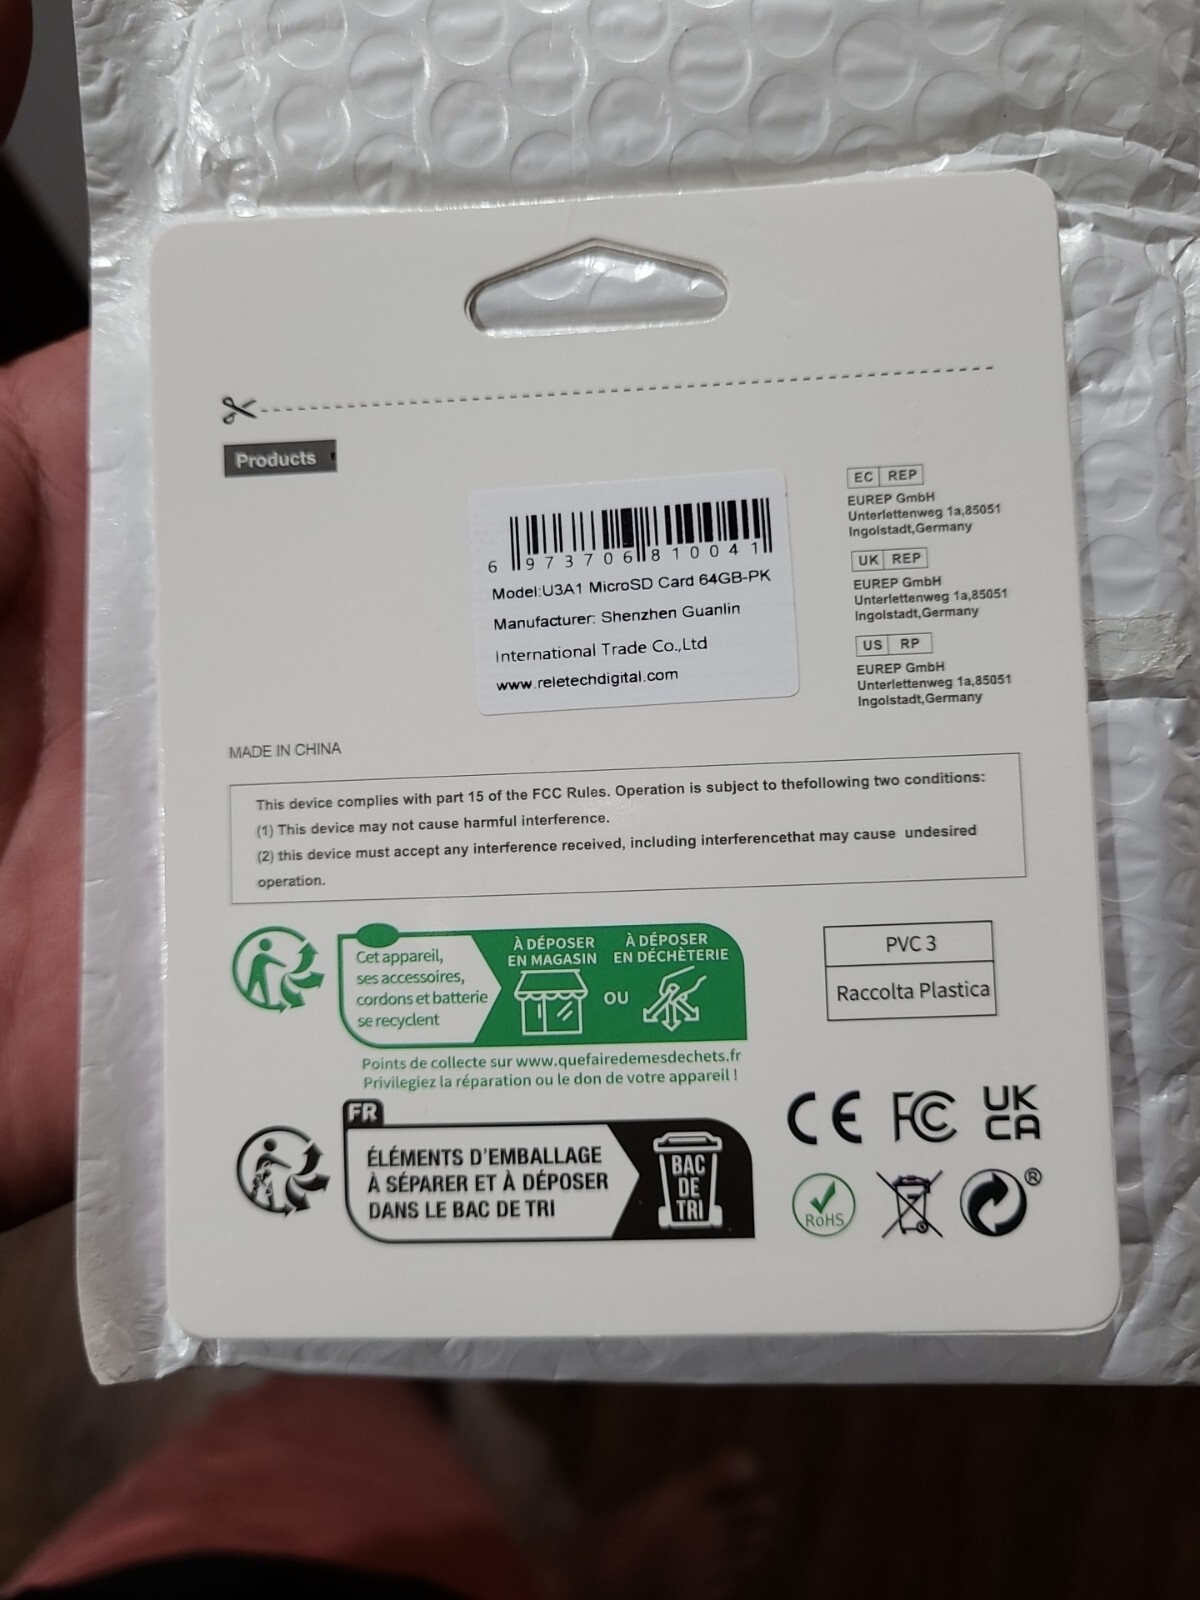 Products
6 973706 810041
Model:U3A1 MicroSD Card 64GB-PK
Manufacturer: Shenzhen Guanlin
International Trade Co.,Ltd
www.reletechdigital.com
EC REP
EUREP GmbH
Unterlettenweg 1a,85051
Ingolstadt,Germany
UK REP
EUREP GmbH
Unterlettenweg 1a,85051
Ingolstadt,Germany
US RP
EUREP GmbH
Unterlettenweg 1a,85051
Ingolstadt,Germany
MADE IN CHINA
This device complies with part 15 of the FCC Rules. Operation is subject to thefollowing two conditions:
(1) This device may not cause harmful interference.
(2) this device must accept any interference received, including interferencethat may cause undesired
operation.
Cet appareil,
ses accessoires,
cordons et batterie
se recyclent
À DÉPOSER
EN MAGASIN
OU
À DÉPOSER
EN DÉCHÈTERIE
Points de collecte sur www.quefairedemesdechets.fr
Privilegiez la réparation ou le don de votre appareil !
PVC 3
Raccolta Plastica
FR
ÉLÉMENTS D'EMBALLAGE
À SÉPARER ET À DÉPOSER
DANS LE BAC DE TRI
BAC
DE
TRI
CE FC UK
CA
RoHS
®